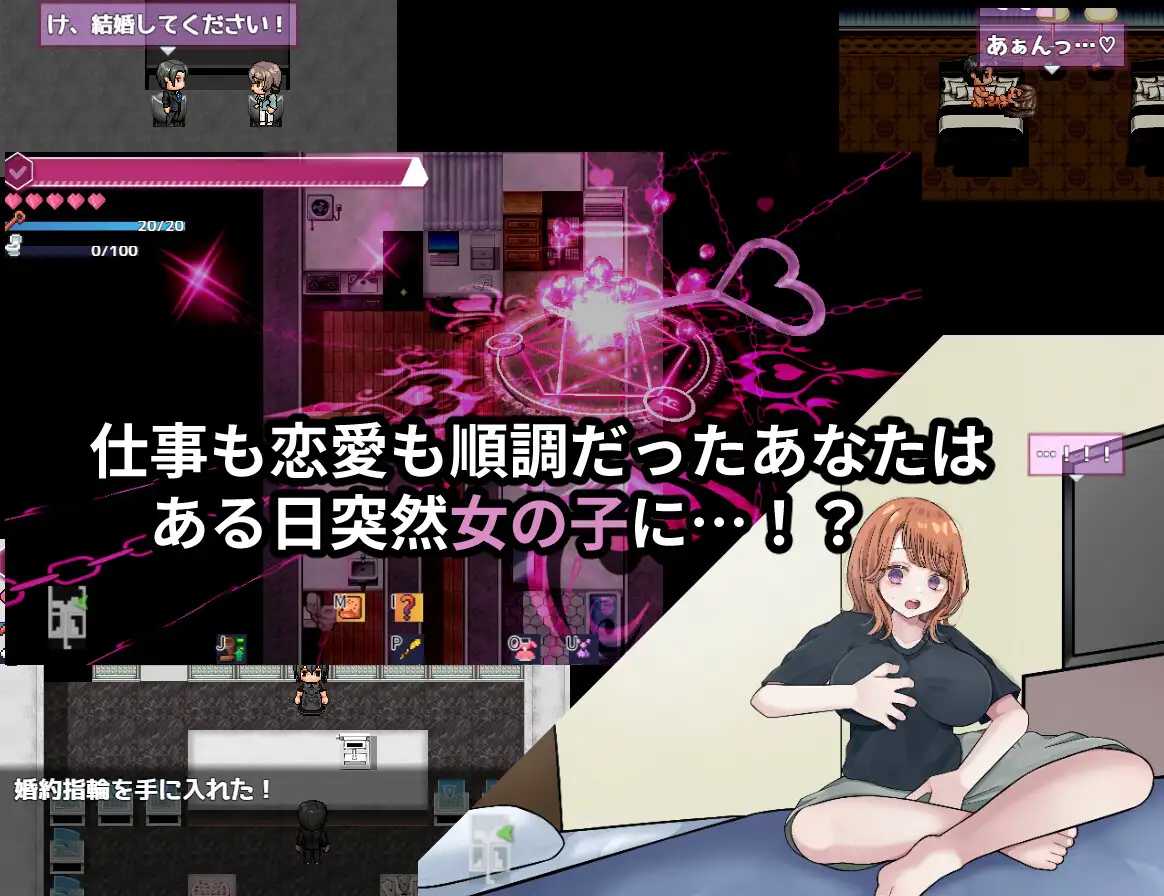 け、結婚してください！
あぁんっ…♡
20/20
0/100
仕事も恋愛も順調だったあなたは
ある日突然女の子に…！？
…！！！
M
I
J
P
O
U
婚約指輪を手に入れた！